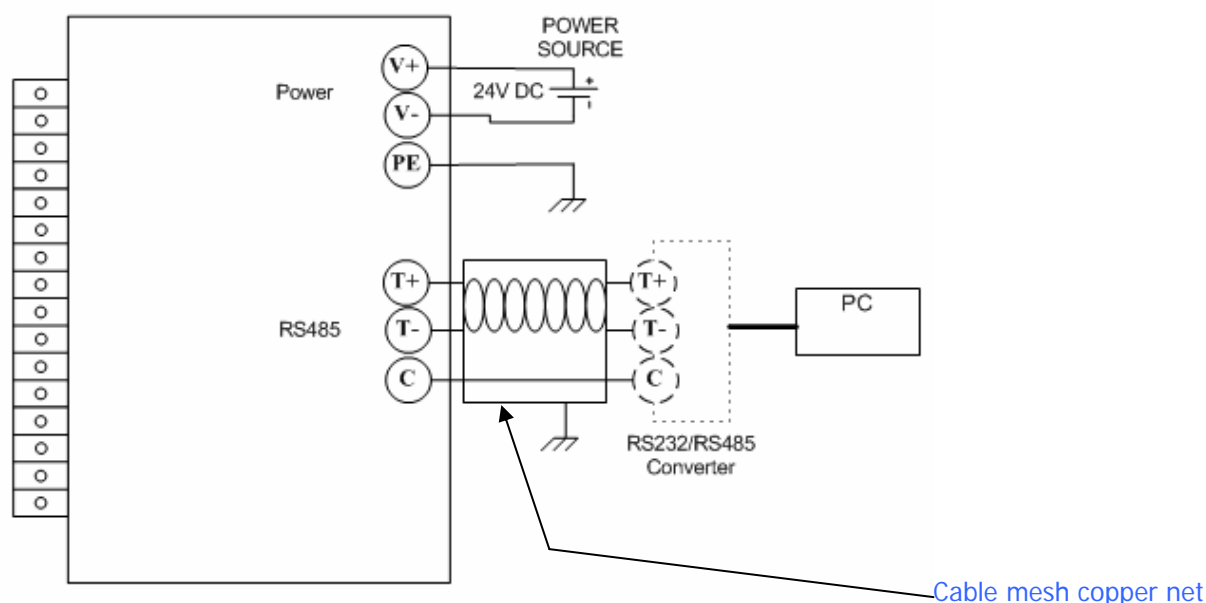 POWER
SOURCE
V+
Power
24V DC
+
V-
-
PE
T+
T+
PC
RS485
T-
T-
C
C
RS232/RS485
Converter
Cable mesh copper net